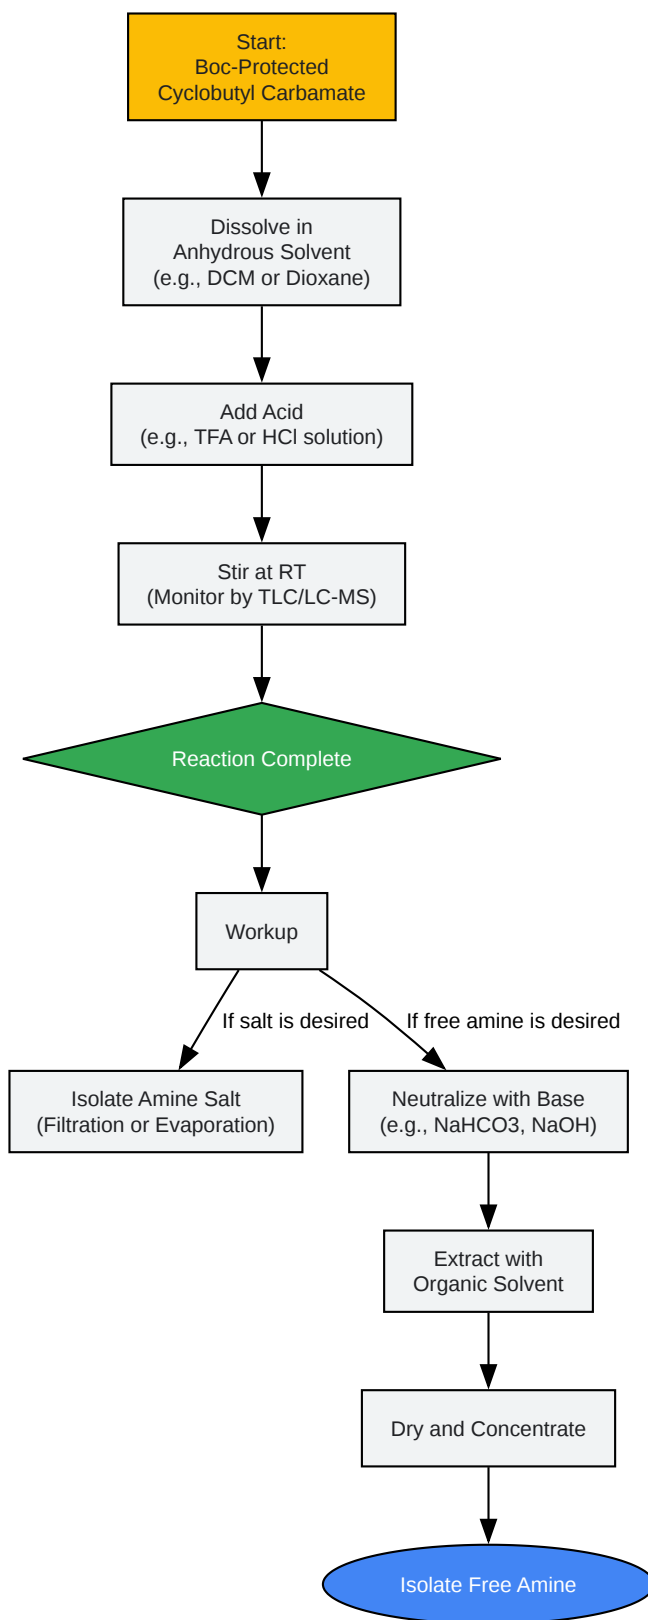 Start:
Boc-Protected
Cyclobutyl Carbamate
Dissolve in
Anhydrous Solvent
(e.g., DCM or Dioxane)
Add Acid
(e.g., TFA or HCl solution)
Stir at RT
(Monitor by TLC/LC-MS)
Reaction Complete
Workup
If salt is desired
If free amine is desired
Isolate Amine Salt
(Filtration or Evaporation)
Neutralize with Base
(e.g., NaHCO3, NaOH)
Extract with
Organic Solvent
Dry and Concentrate
Isolate Free Amine